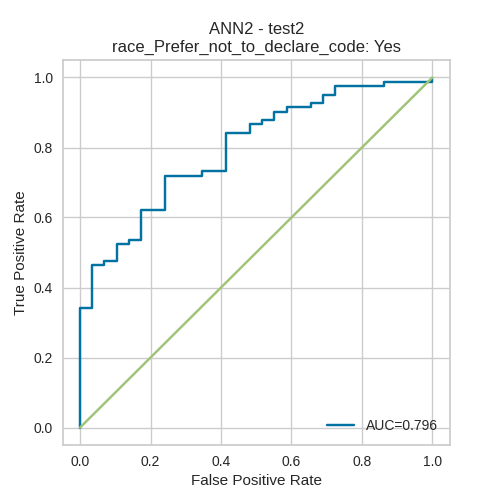 ANN2 - test2
race_Prefer_not_to_declare_code: Yes
1.0
0.8
0.6
0.4
0.2
0.0
True Positive Rate
AUC=0.796
0.0 0.2 0.4 0.6 0.8 1.0
False Positive Rate